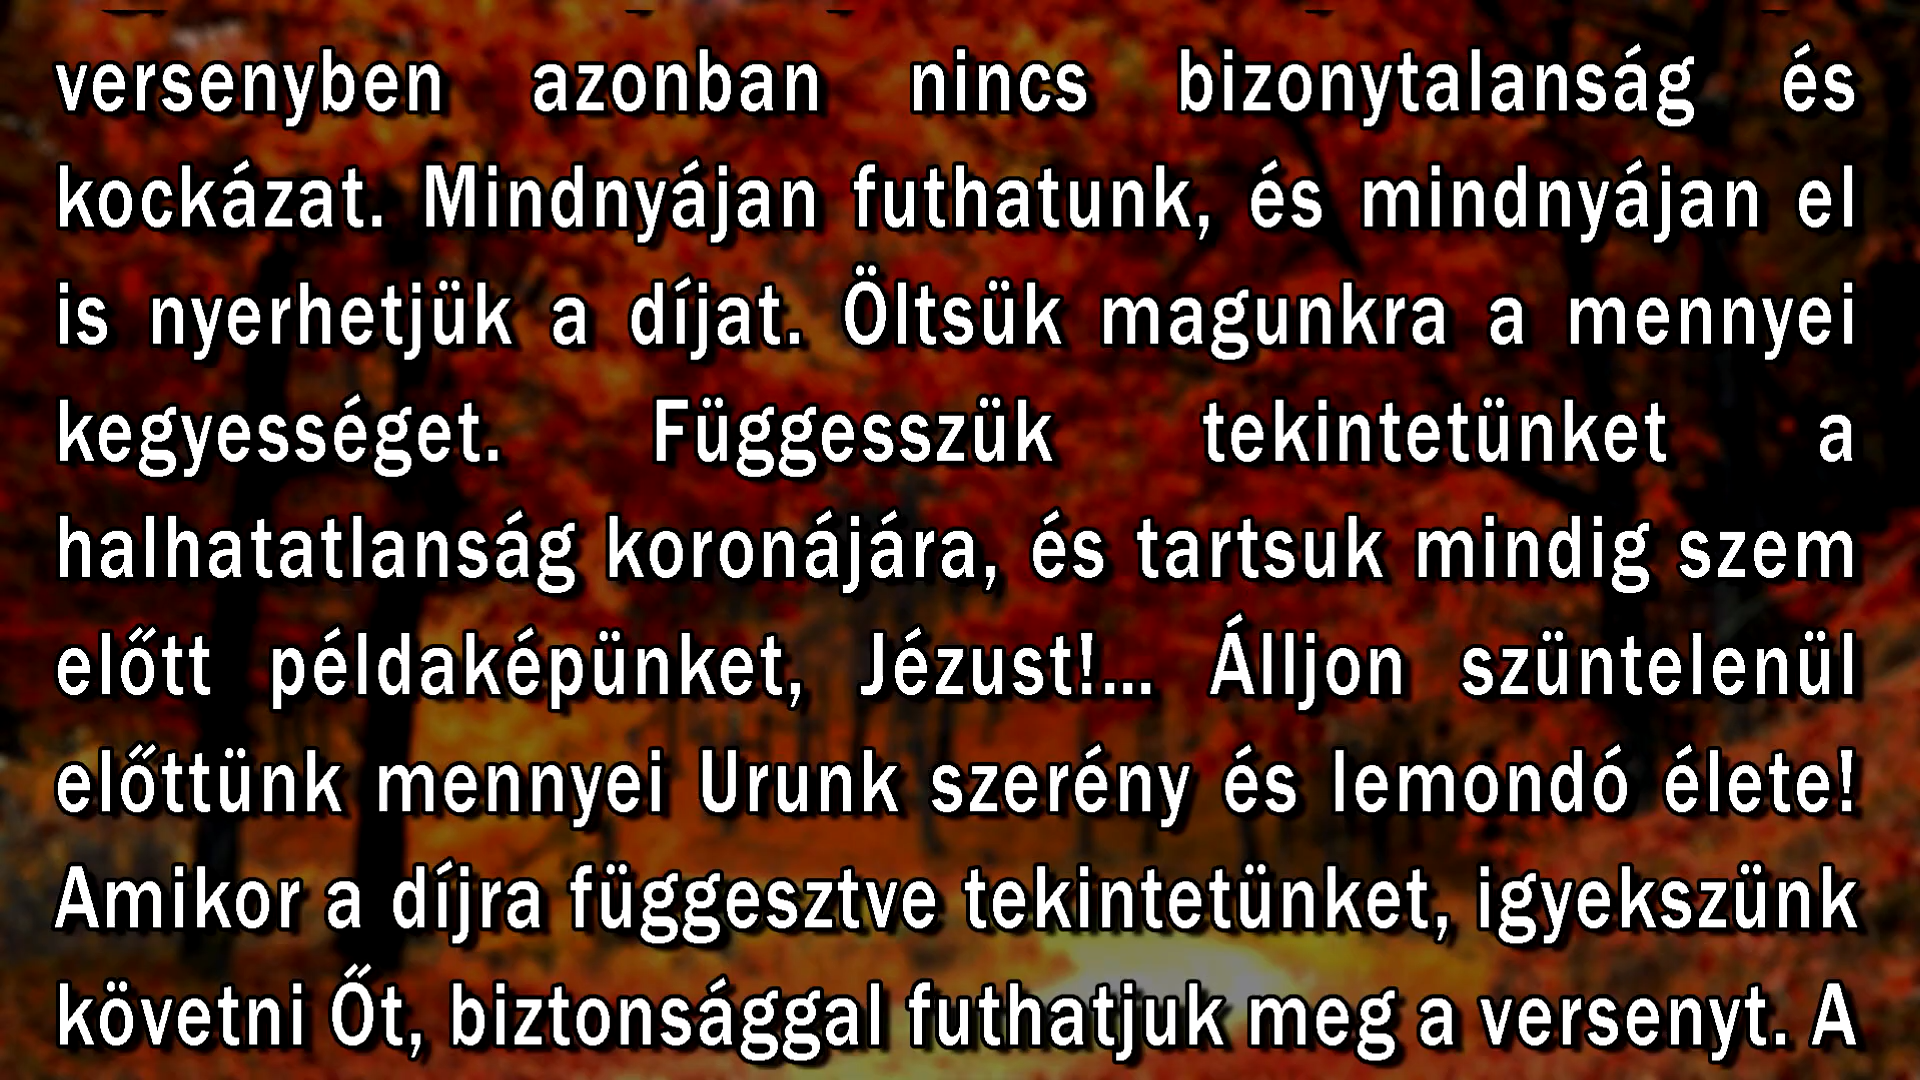 versenyben azonban nincs bizonytalanság és
kockázat. Mindnyájan futhatunk, és mindnyájan el
is nyerhetjük a díjat. Öltsük magunkra a mennyei
kegyességet. Függesszük tekintetünket a
halhatatlanság koronájára, és tartsuk mindig szem
előtt példaképünket, Jézust!... Álljon szüntelenül
előttünk mennyei Urunk szerény és lemondó élete!
Amikor a díjra függesztve tekintetünket, igyekszünk
követni Őt, biztonsággal futhatjuk meg a versenyt. A